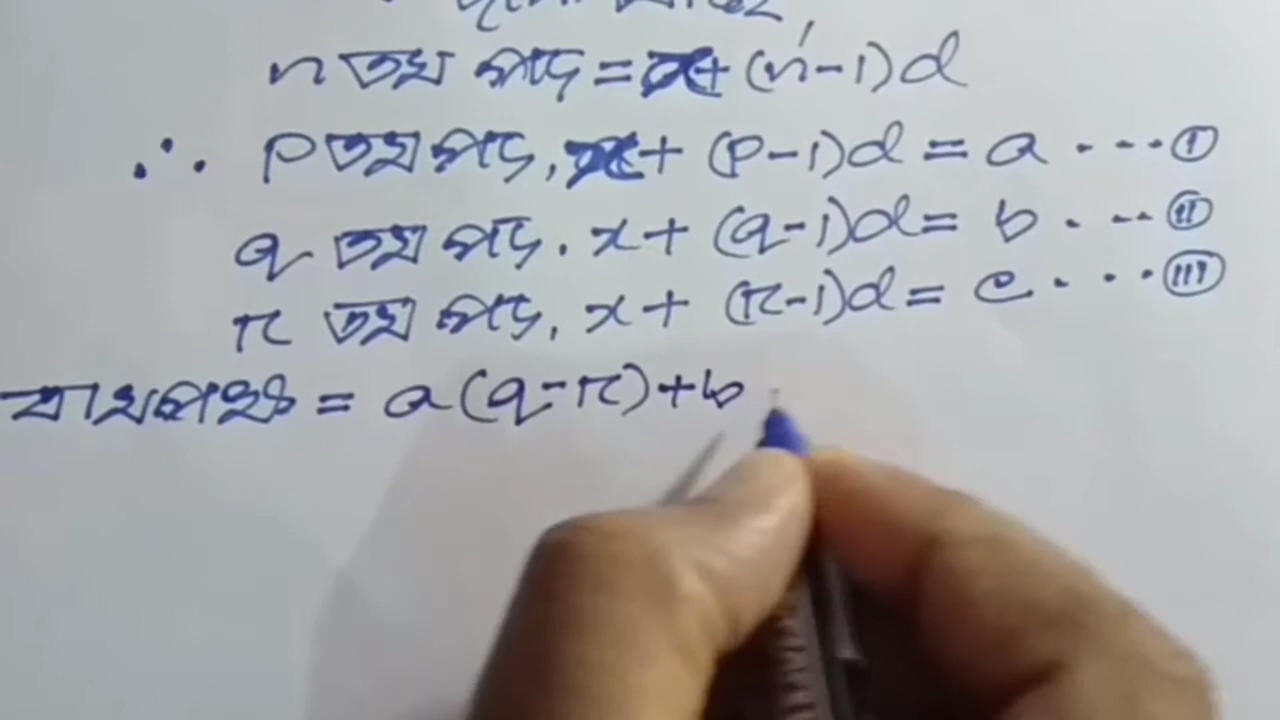 n তম পদ = x + (n-1)d
∴ p তম পদ, x + (p-1)d = a ... (i)
q তম পদ. x + (q-1)d = b ... (ii)
r তম পদ, x + (r-1)d = c ... (iii)
বামপক্ষ = a(q-r)+b